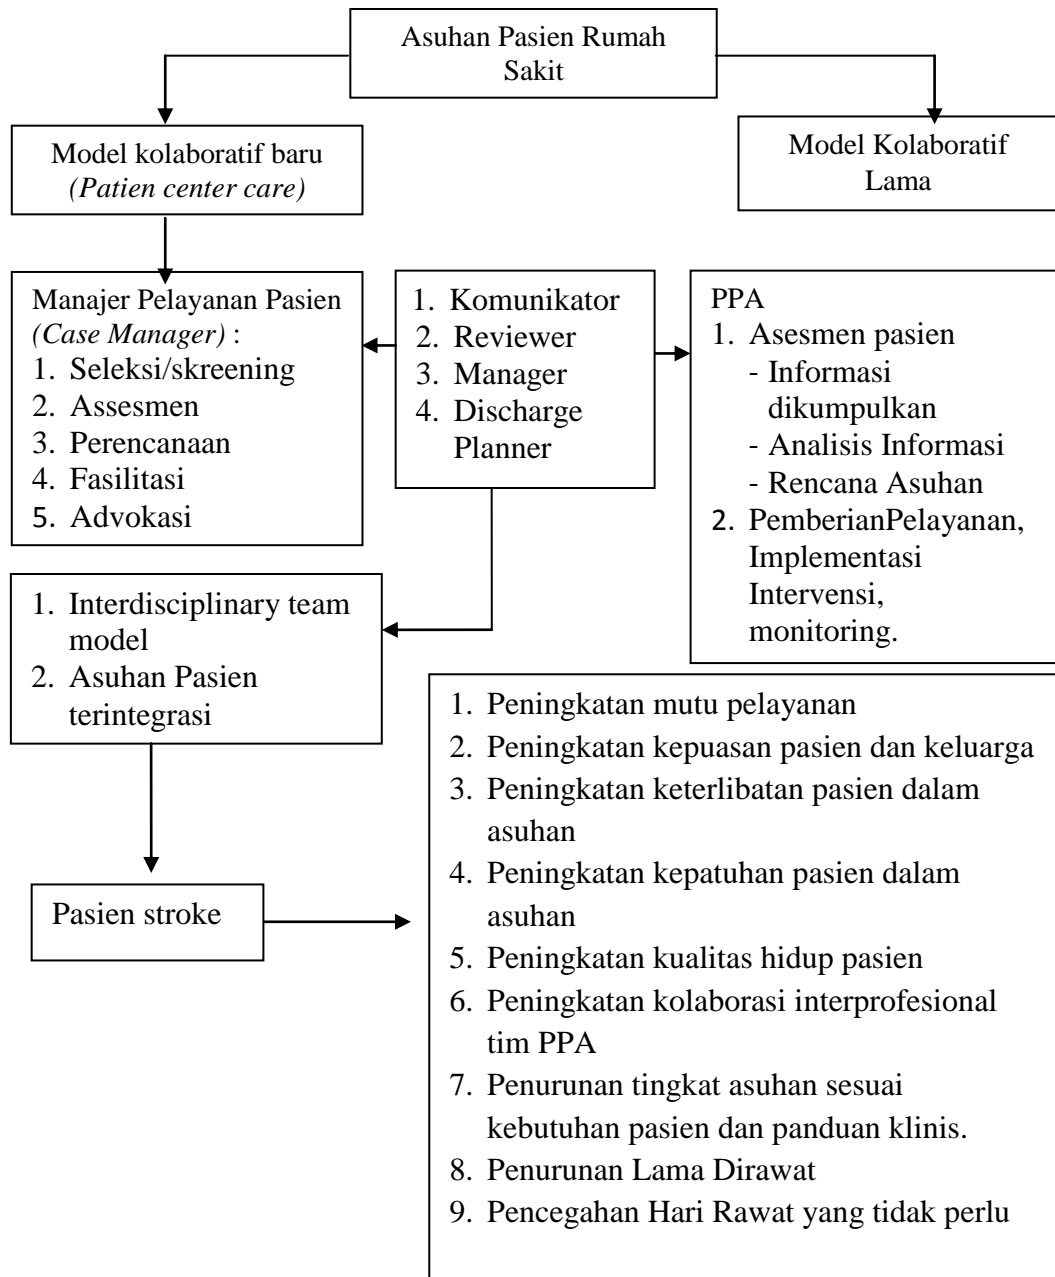 Asuhan Pasien Rumah
Sakit
Model kolaboratif baru
(Patien center care)
Model Kolaboratif
Lama
Manajer Pelayanan Pasien
(Case Manager) :
1. Seleksi/skreening
2. Assesmen
3. Perencanaan
4. Fasilitasi
5. Advokasi
1. Komunikator
2. Reviewer
3. Manager
4. Discharge
Planner
PPA
1. Asesmen pasien
- Informasi
dikumpulkan
- Analisis Informasi
- Rencana Asuhan
2. PemberianPelayanan,
Implementasi
Intervensi,
monitoring.
1. Interdisciplinary team
model
2. Asuhan Pasien
terintegrasi
Pasien stroke
1. Peningkatan mutu pelayanan
2. Peningkatan kepuasan pasien dan keluarga
3. Peningkatan keterlibatan pasien dalam
asuhan
4. Peningkatan kepatuhan pasien dalam
asuhan
5. Peningkatan kualitas hidup pasien
6. Peningkatan kolaborasi interprofesional
tim PPA
7. Penurunan tingkat asuhan sesuai
kebutuhan pasien dan panduan klinis.
8. Penurunan Lama Dirawat
9. Pencegahan Hari Rawat yang tidak perlu